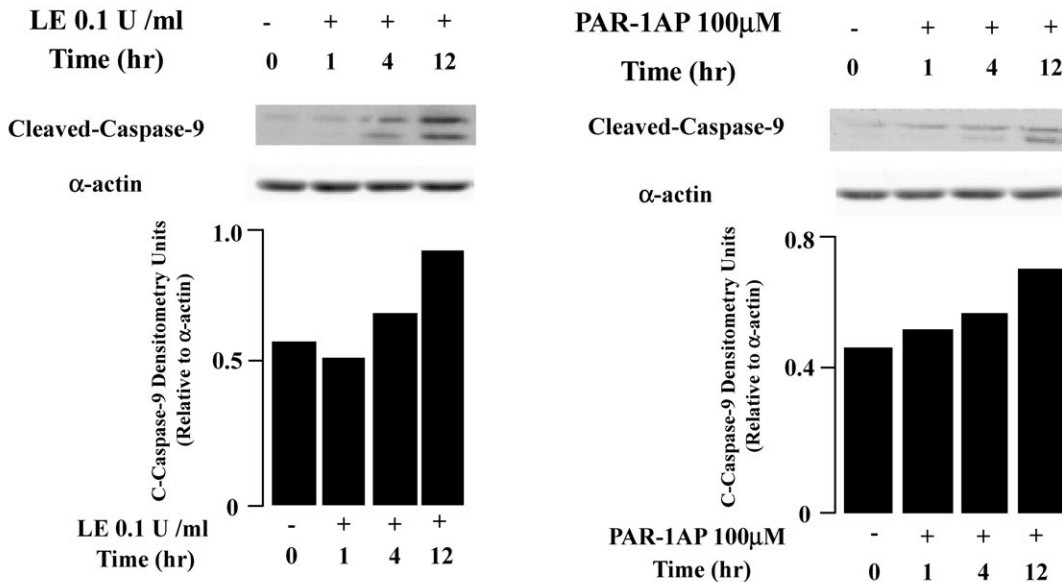 LE 0.1 U /ml - + + +
Time (hr) 0 1 4 12
Cleaved-Caspase-9
α-actin
C-Caspase-9 Densitometry Units
(Relative to α-actin)
1.0
0.5
0
LE 0.1 U /ml - + + +
Time (hr) 0 1 4 12
PAR-1AP 100μM - + + +
Time (hr) 0 1 4 12
Cleaved-Caspase-9
α-actin
C-Caspase-9 Densitometry Units
(Relative to α-actin)
0.8
0.4
0
PAR-1AP 100μM - + + +
Time (hr) 0 1 4 12